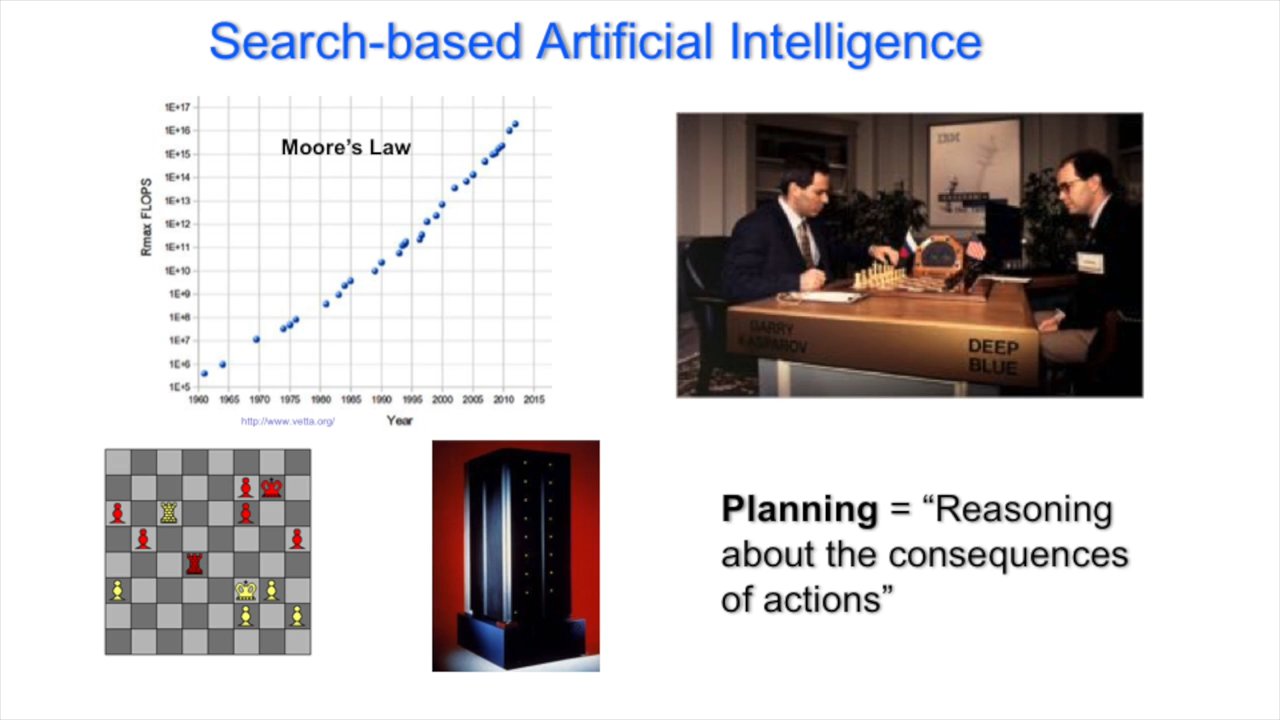 Search-based Artificial Intelligence
Moore's Law
Rmax FLOPS
1E+17
1E+16
1E+15
1E+14
1E+13
1E+12
1E+11
1E+10
1E+9
1E+8
1E+7
1E+6
1E+5
1960 1965 1970 1975 1980 1985 1990 1995 2000 2005 2010 2015
http://www.vetta.org/
Year
IBM
GARRY
KASPAROV
DEEP
BLUE
Planning = “Reasoning
about the consequences
of actions”